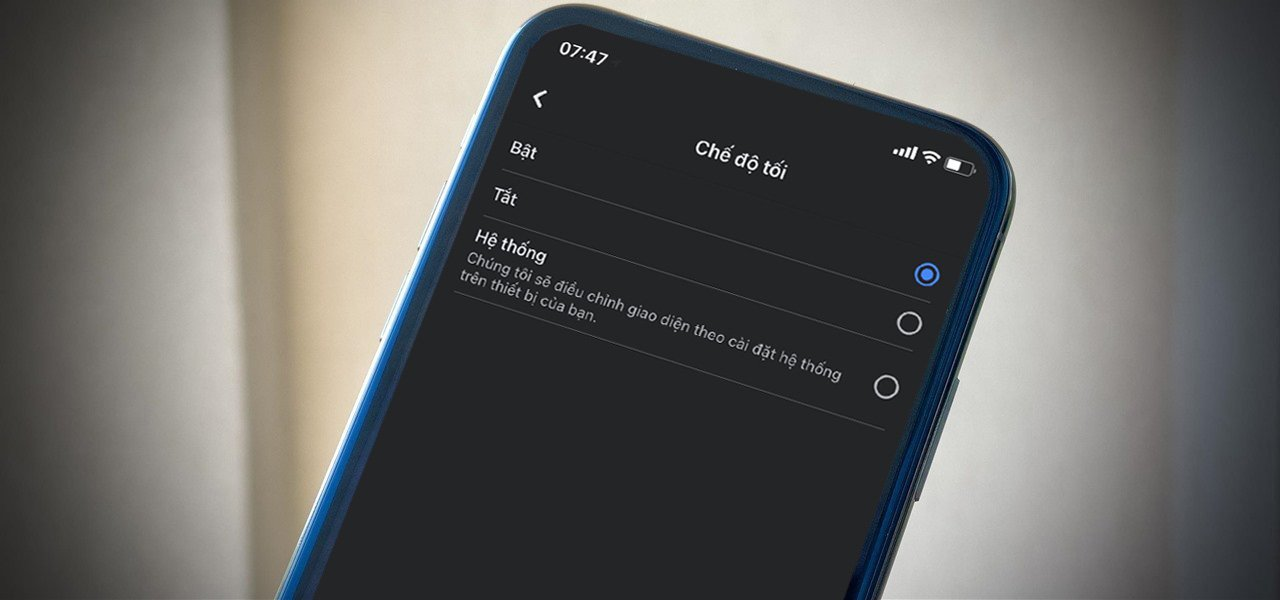 07:47
Chế độ tối
Bật
Tắt
Hệ thống
Chúng tôi sẽ điều chỉnh giao diện theo cài đặt hệ thống
trên thiết bị của bạn.